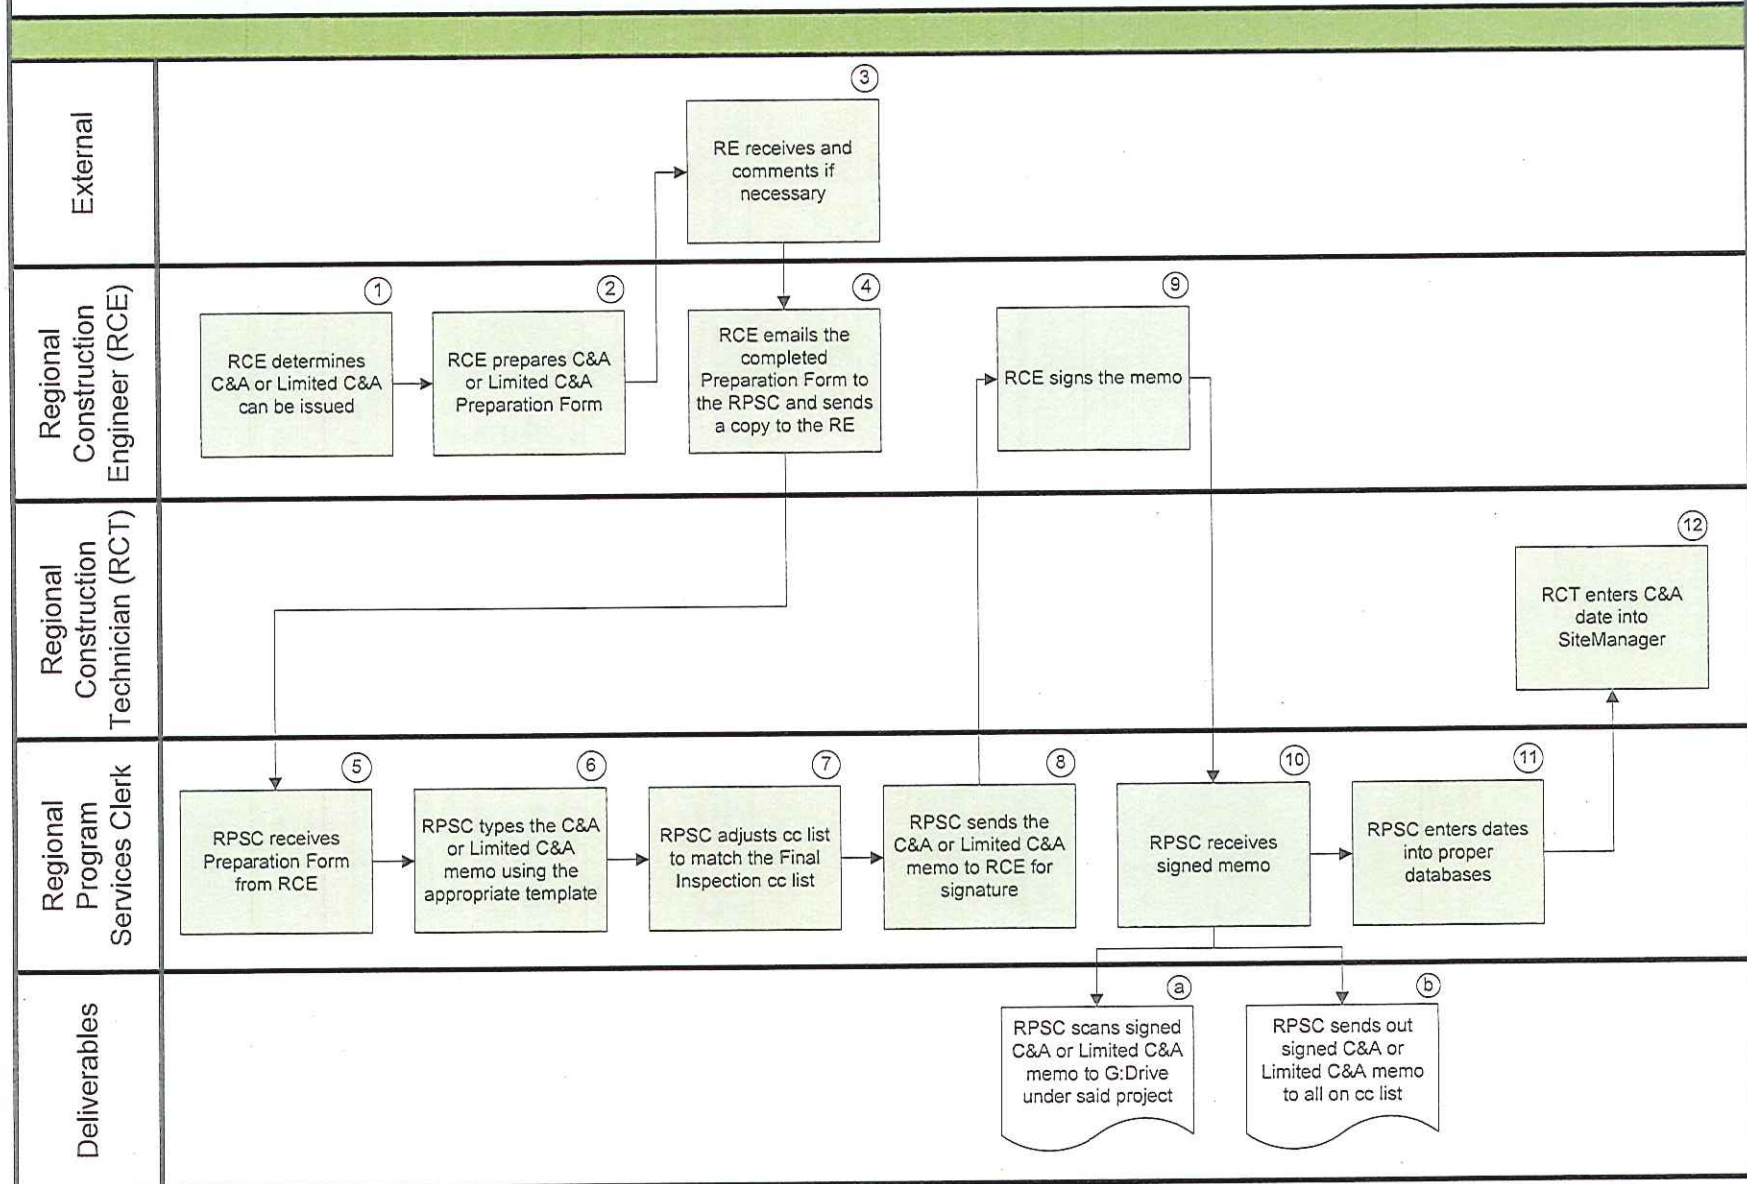 External
3
RE receives and
comments if
necessary
Regional
Construction
Engineer (RCE)
1
RCE determines
C&A or Limited C&A
can be issued
2
RCE prepares C&A
or Limited C&A
Preparation Form
4
RCE emails the
completed
Preparation Form to
the RPSC and sends
a copy to the RE
9
RCE signs the memo
Regional
Construction
Technician (RCT)
12
RCT enters C&A
date into
SiteManager
Regional
Program
Services Clerk
5
RPSC receives
Preparation Form
from RCE
6
RPSC types the C&A
or Limited C&A
memo using the
appropriate template
7
RPSC adjusts cc list
to match the Final
Inspection cc list
8
RPSC sends the
C&A or Limited C&A
memo to RCE for
signature
10
RPSC receives
signed memo
11
RPSC enters dates
into proper
databases
Deliverables
a
RPSC scans signed
C&A or Limited C&A
memo to G:Drive
under said project
b
RPSC sends out
signed C&A or
Limited C&A memo
to all on cc list